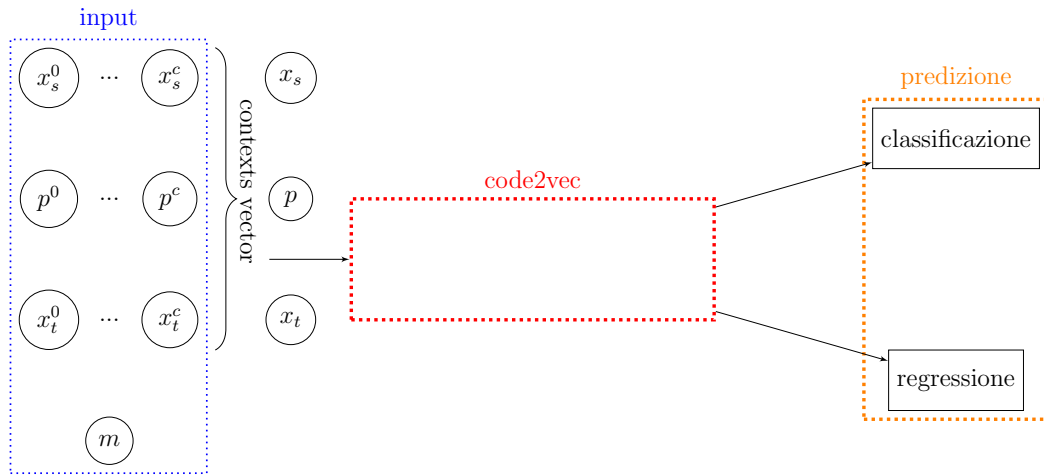 input
x_s^0 ... x_s^c x_s
predizione
classificazione
code2vec
p^0 ... p^c p
contexts vector
x_t^0 ... x_t^c x_t
regressione
m